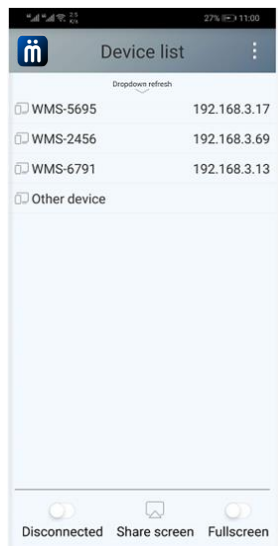 25
K/s
27% 11:00
m̈ Device list
Dropdown refresh
WMS-5695 192.168.3.17
WMS-2456 192.168.3.69
WMS-6791 192.168.3.13
Other device
Disconnected Share screen Fullscreen